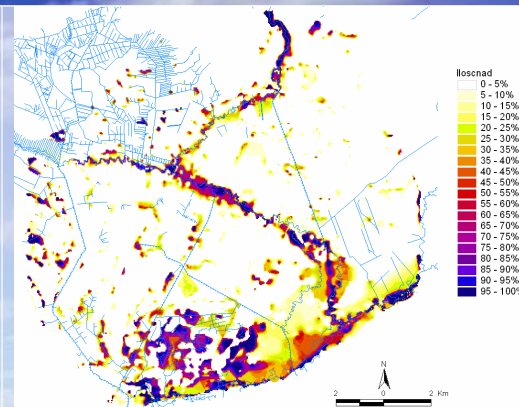 Iloscnad
0 - 5%
5 - 10%
10 - 15%
15 - 20%
20 - 25%
25 - 30%
30 - 35%
35 - 40%
40 - 45%
45 - 50%
50 - 55%
55 - 60%
60 - 65%
65 - 70%
70 - 75%
75 - 80%
80 - 85%
85 - 90%
90 - 95%
95 - 100%
N
2 0 2 Km